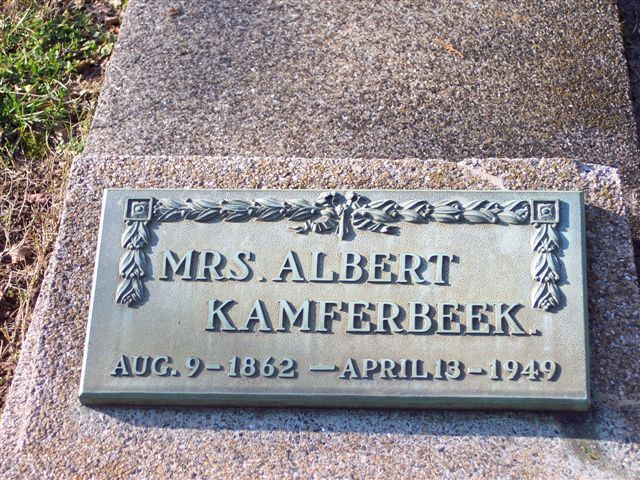 MRS. ALBERT
KAMFERBEEK.
AUG. 9-1862 — APRIL 13-1949